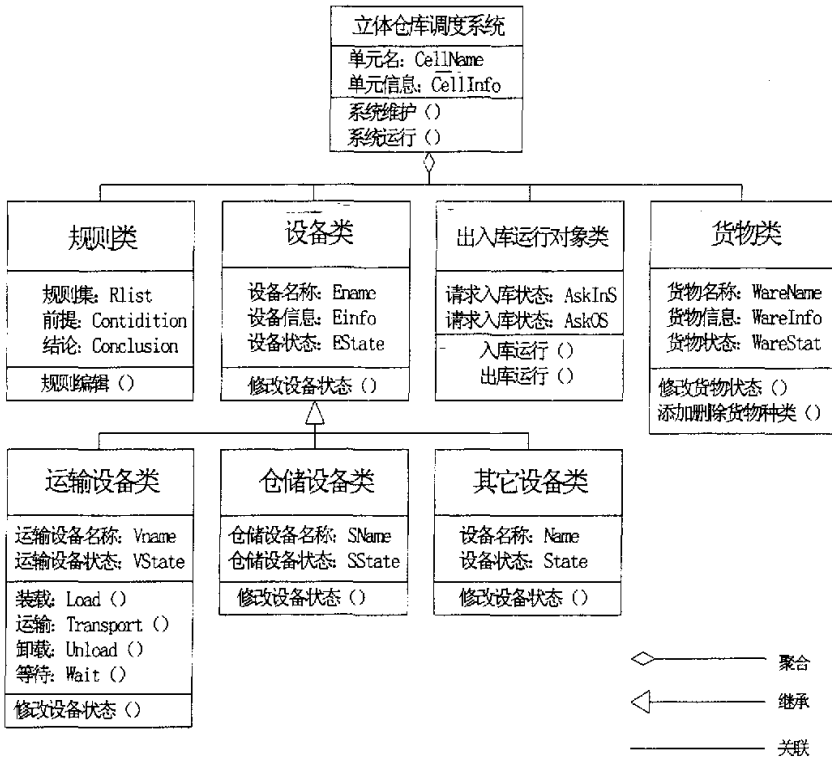 立体仓库调度系统
单元名: CellName
单元信息: CellInfo
系统维护 ()
系统运行 ()
规则类
规则集: Rlist
前提: Contidition
结论: Conclusion
规则编辑 ()
设备类
设备名称: Ename
设备信息: Einfo
设备状态: EState
修改设备状态 ()
出入库运行对象类
请求入库状态: AskInS
请求入库状态: AskOS
入库运行 ()
出库运行 ()
货物类
货物名称: WareName
货物信息: WareInfo
货物状态: WareStat
修改货物状态 ()
添加删除货物种类 ()
运输设备类
运输设备名称: Vname
运输设备状态: VState
装载: Load ()
运输: Transport ()
卸载: Unload ()
等待: Wait ()
修改设备状态 ()
仓储设备类
仓储设备名称: SName
仓储设备状态: SState
修改设备状态 ()
其它设备类
设备名称: Name
设备状态: State
修改设备状态 ()
聚合
继承
关联